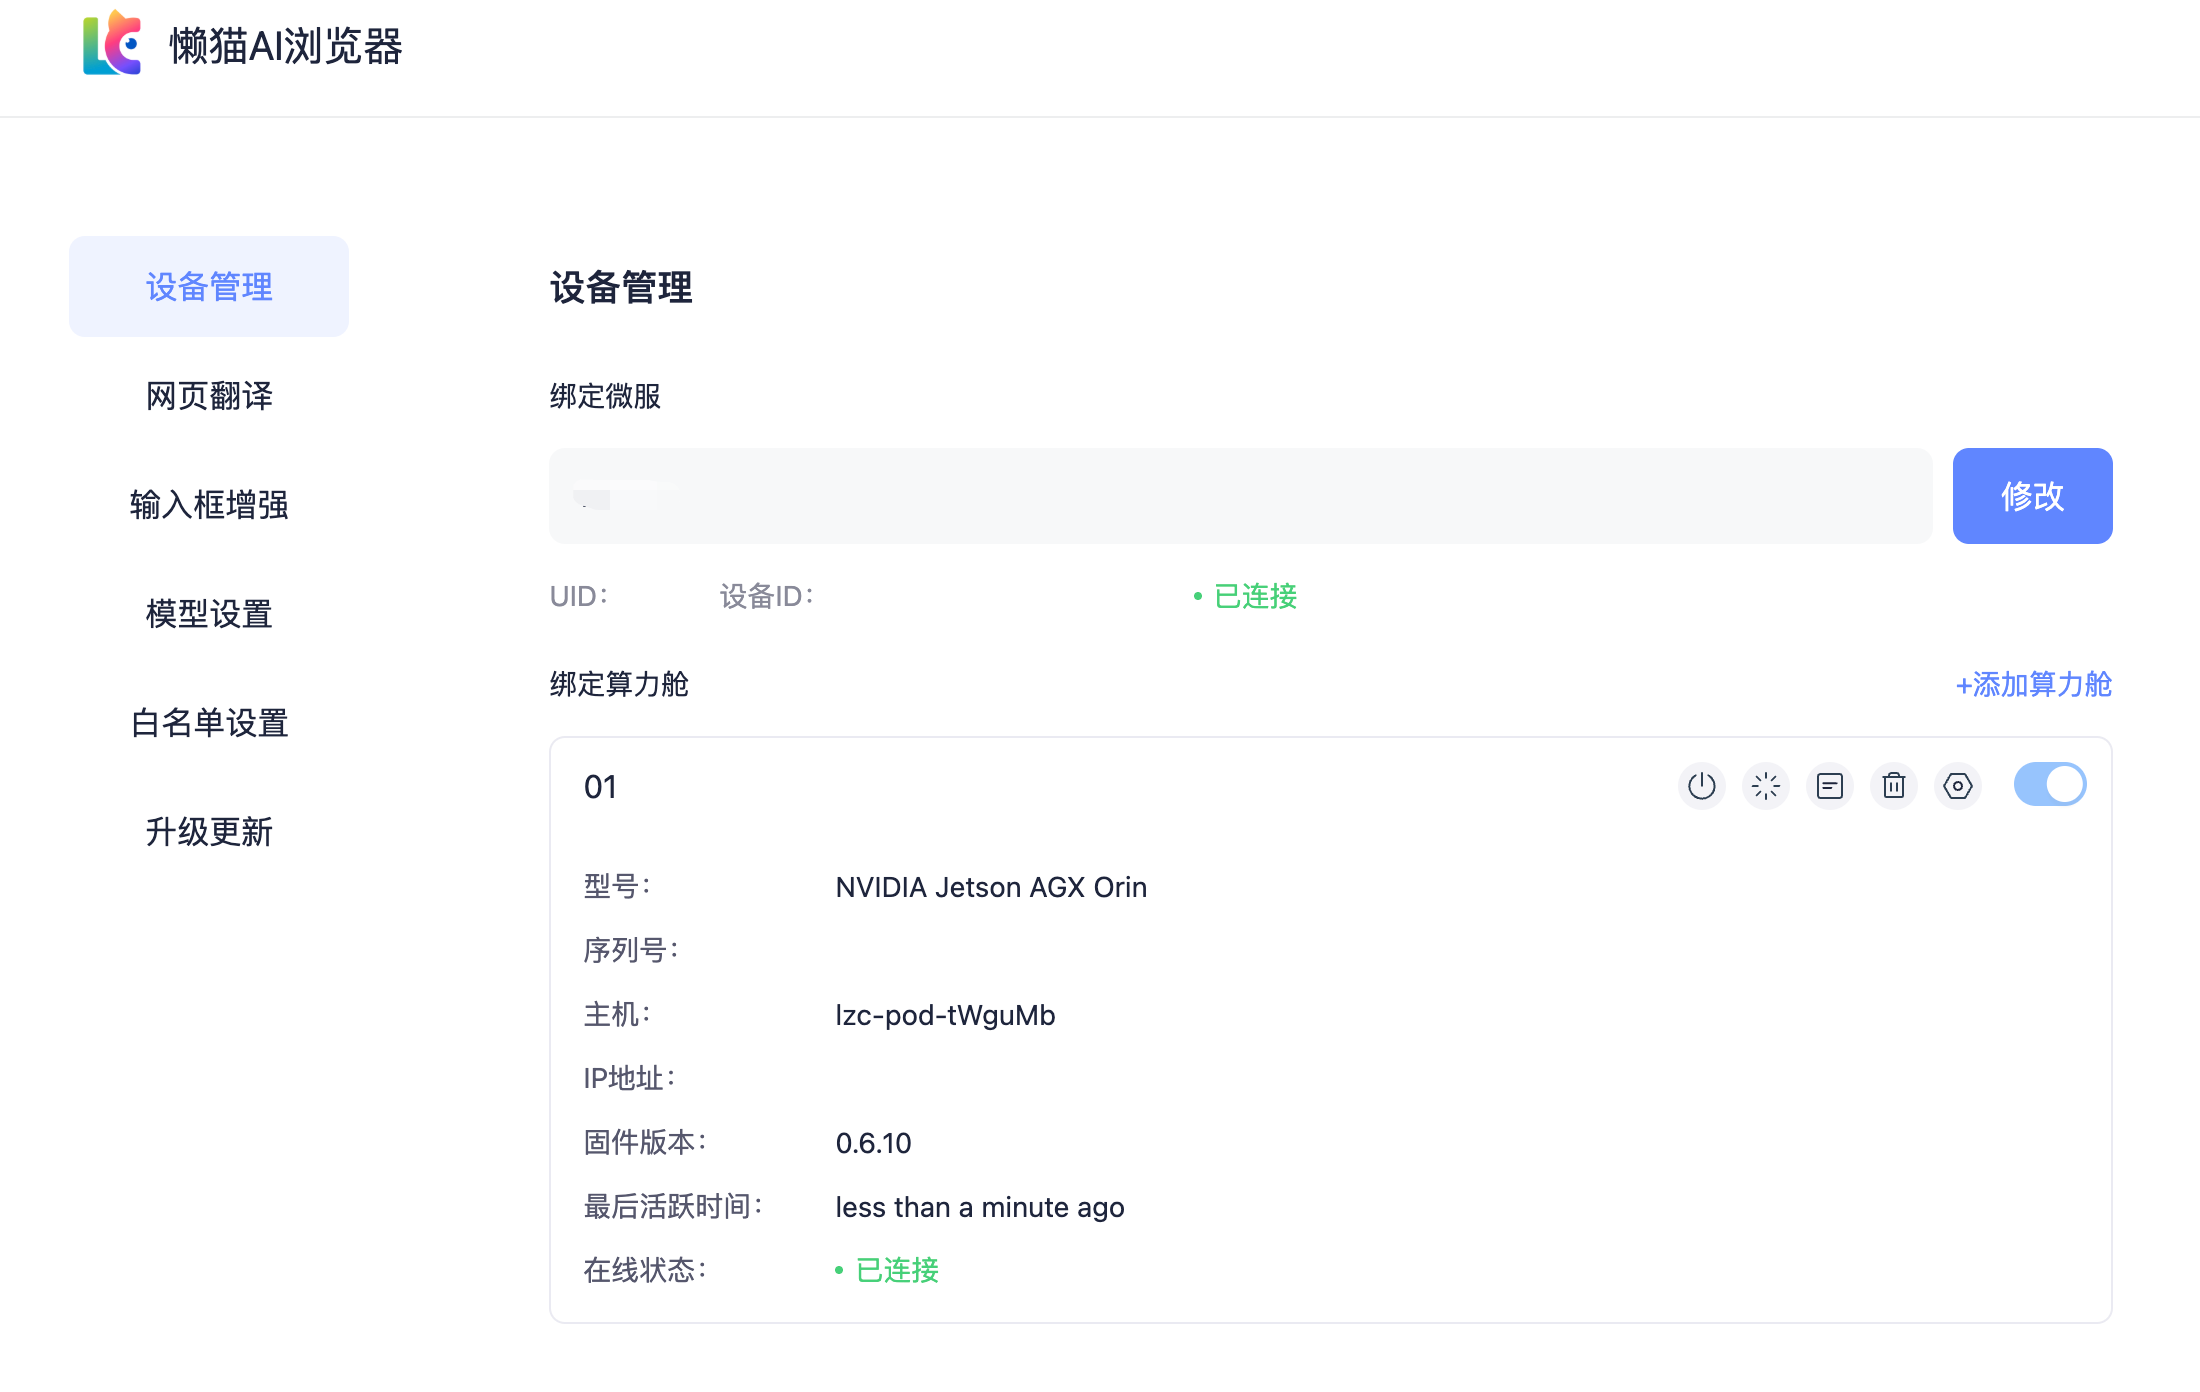 懒猫AI浏览器
设备管理
网页翻译
输入框增强
模型设置
白名单设置
升级更新
设备管理
绑定微服
修改
UID： 设备ID： 已连接
绑定算力舱 +添加算力舱
01
型号： NVIDIA Jetson AGX Orin
序列号：
主机： lzc-pod-tWguMb
IP地址：
固件版本： 0.6.10
最后活跃时间： less than a minute ago
在线状态： 已连接